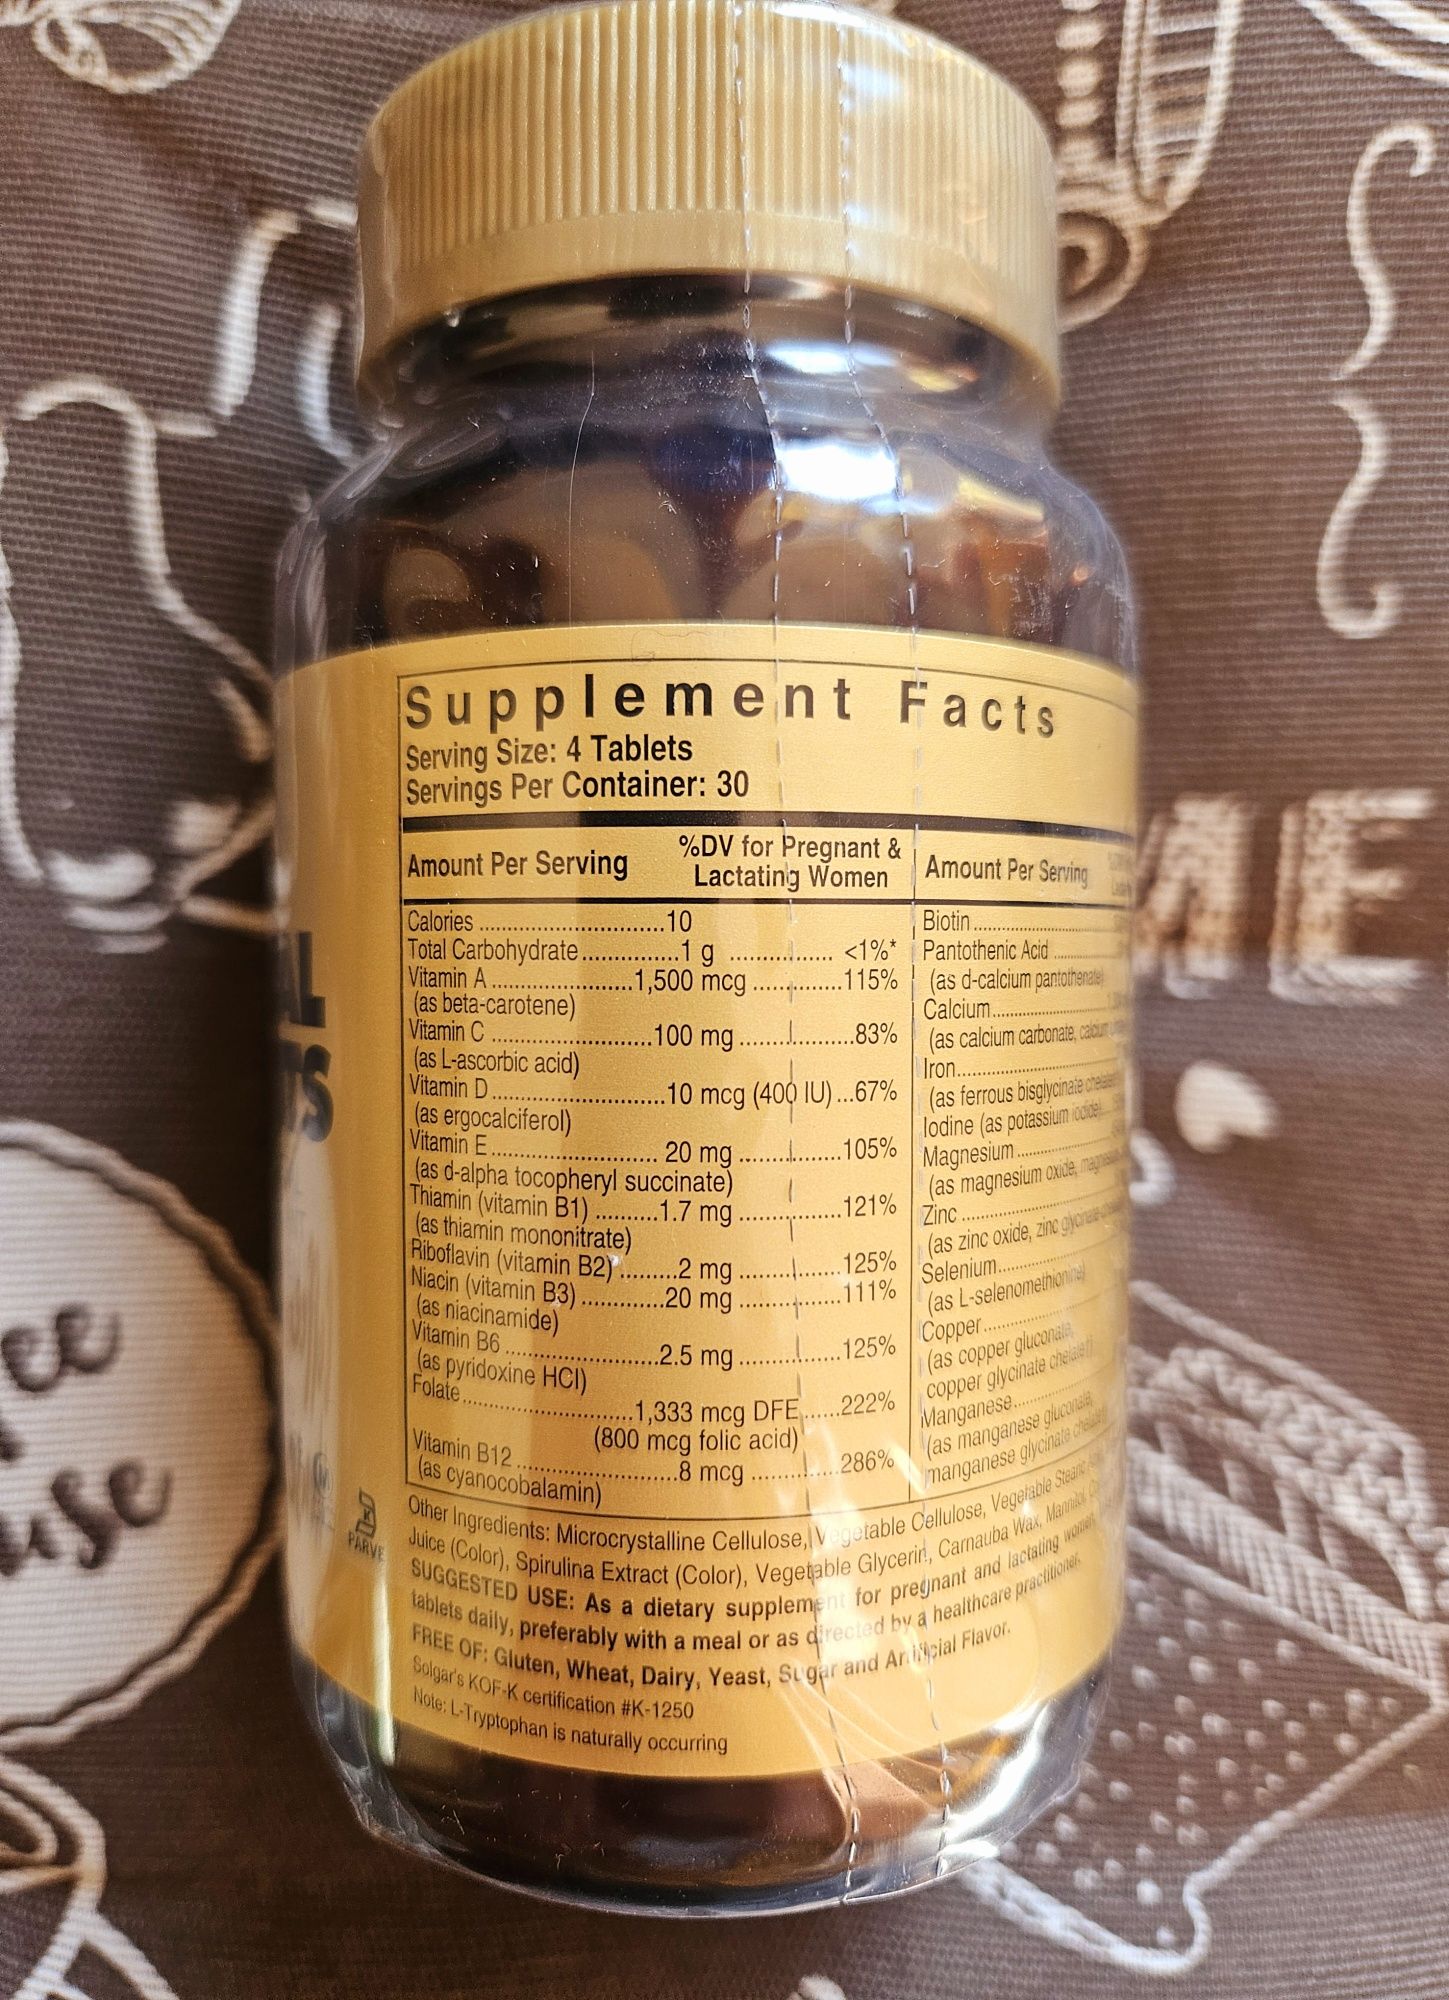 Supplement Facts
Serving Size: 4 Tablets
Servings Per Container: 30
Amount Per Serving
%DV for Pregnant &
Lactating Women
Calories ..........................10
Total Carbohydrate..............1 g ............... <1%*
Vitamin A ....................1,500 mcg .............115%
(as beta-carotene)
Vitamin C .......................100 mg.................83%
(as L-ascorbic acid)
Vitamin D.........................10 mcg (400 IU)...67%
(as ergocalciferol)
Vitamin E........................ 20 mg ...............105%
(as d-alpha tocopheryl succinate)
Thiamin (vitamin B1) .........1.7 mg ...............121%
(as thiamin mononitrate)
Riboflavin (vitamin B2) .........2 mg ...............125%
Niacin (vitamin B3) ............20 mg ...............111%
(as niacinamide)
Vitamin B6 ......................2.5 mg ...............125%
(as pyridoxine HCl)
Folate.........................1,333 mcg DFE......222%
(800 mcg folic acid)
Vitamin B12 .......................8 mcg .............286%
(as cyanocobalamin)
Amount Per Serving
Biotin
Pantothenic Acid
(as d-calcium pantothenate)
Calcium
(as calcium carbonate, calcium
Iron
(as ferrous bisglycinate
Iodine (as potassium iodide)
Magnesium
(as magnesium oxide,
Zinc
(as zinc oxide, zinc
Selenium
(as L-selenomethionine)
Copper
(as copper gluconate,
copper glycinate chelate)
Manganese
(as manganese gluconate,
manganese glycinate
Other Ingredients: Microcrystalline Cellulose, Vegetable Cellulose, Vegetable Stearic
Juice (Color), Spirulina Extract (Color), Vegetable Glycerin, Carnauba Wax, Mannitol,
SUGGESTED USE: As a dietary supplement for pregnant and lactating women,
tablets daily, preferably with a meal or as directed by a healthcare practitioner.
FREE OF: Gluten, Wheat, Dairy, Yeast, Sugar and Artificial Flavor.
Solgar's KOF-K certification #K-1250
Note: L-Tryptophan is naturally occurring
PARVE